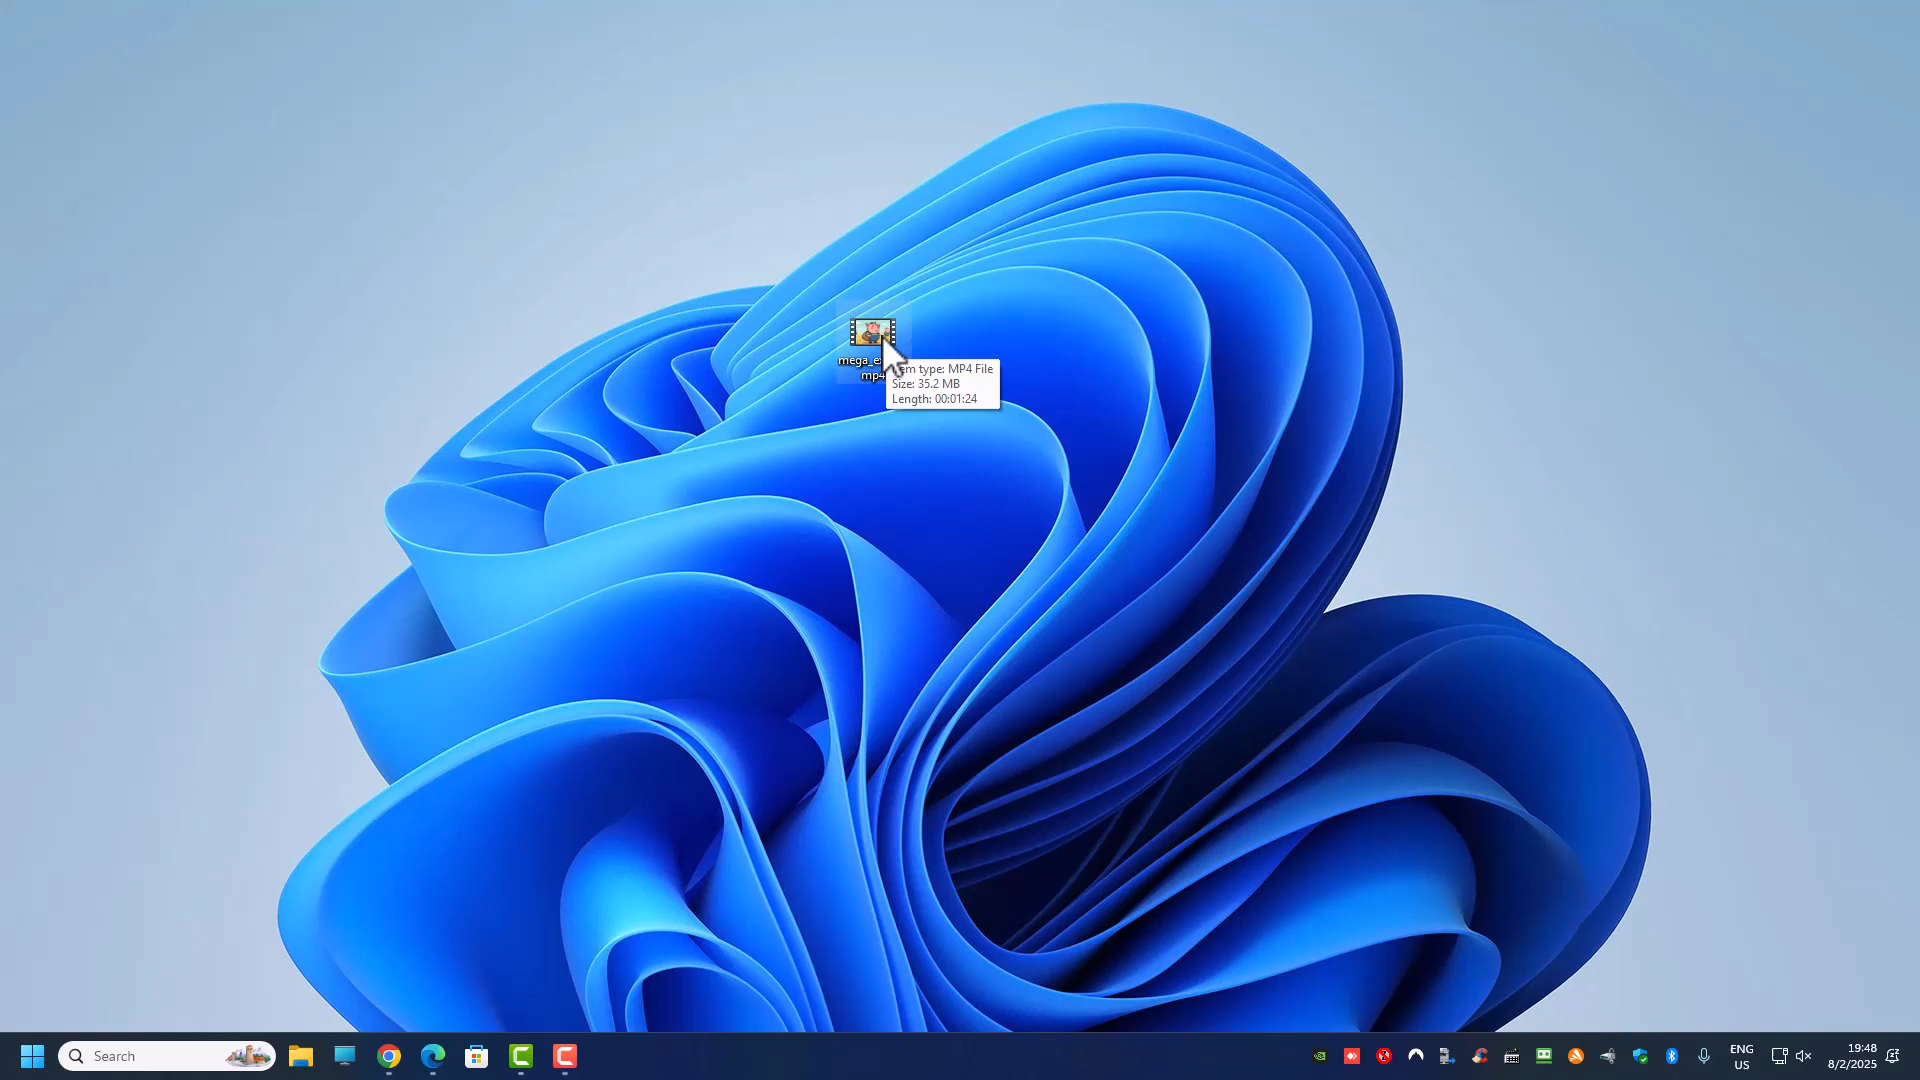 mp4
em type: MP4 File
Size: 35.2 MB
Length: 00:01:24
Search
ENG
US
19:48
8/2/2025